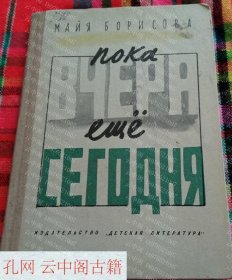 МАЙЯ БОРИСОВА
пока
ВЧЕРА
ещё
СЕГОДНЯ
ИЗДАТЕЛЬСТВО „ДЕТСКАЯ ЛИТЕРАТУРА“
孔网 云中阁古籍